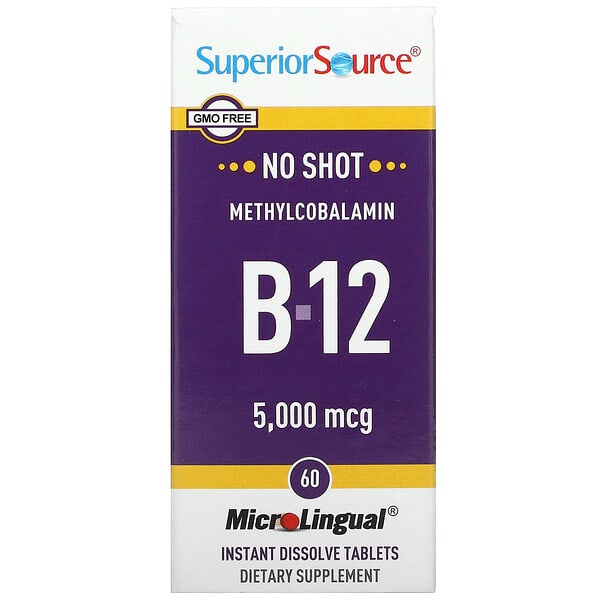 SuperiorSource®
GMO FREE
NO SHOT
METHYLCOBALAMIN
B-12
5,000 mcg
60
MicroLingual®
INSTANT DISSOLVE TABLETS
DIETARY SUPPLEMENT